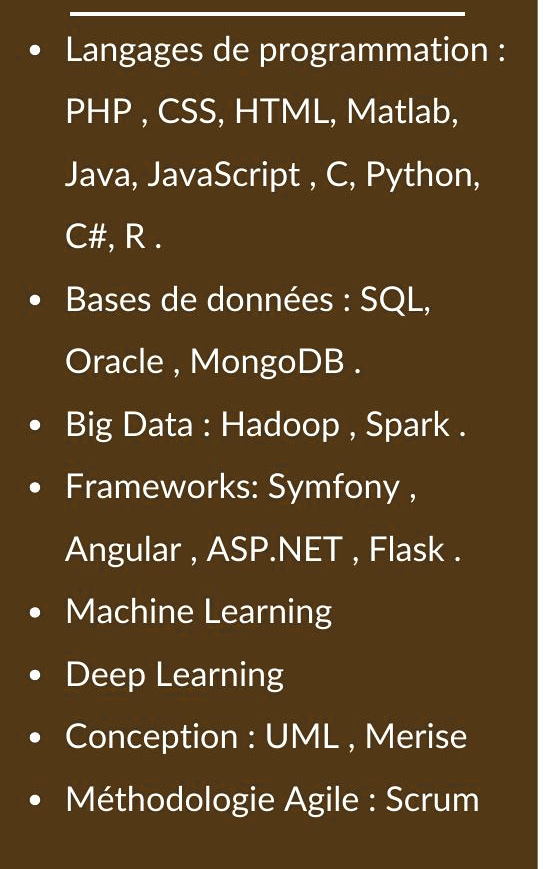 • Langages de programmation :
PHP , CSS, HTML, Matlab,
Java, JavaScript , C, Python,
C#, R .
• Bases de données : SQL,
Oracle , MongoDB .
• Big Data : Hadoop , Spark .
• Frameworks: Symfony ,
Angular , ASP.NET , Flask .
• Machine Learning
• Deep Learning
• Conception : UML , Merise
• Méthodologie Agile : Scrum